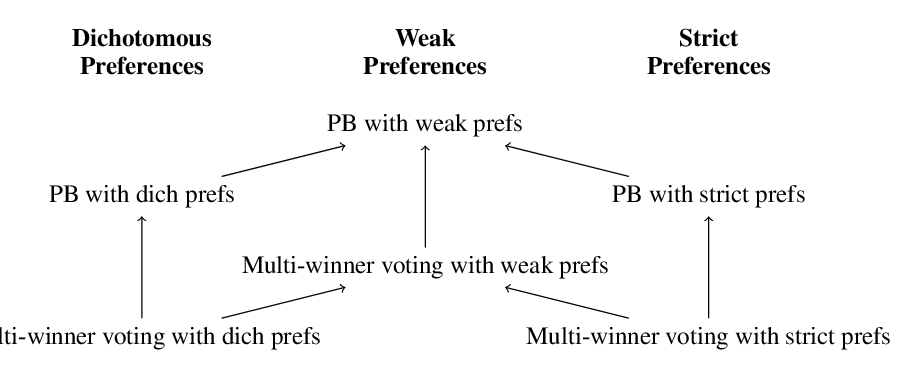 Dichotomous
Preferences
Weak
Preferences
Strict
Preferences
PB with weak prefs
PB with dich prefs
PB with strict prefs
Multi-winner voting with weak prefs
lti-winner voting with dich prefs
Multi-winner voting with strict prefs